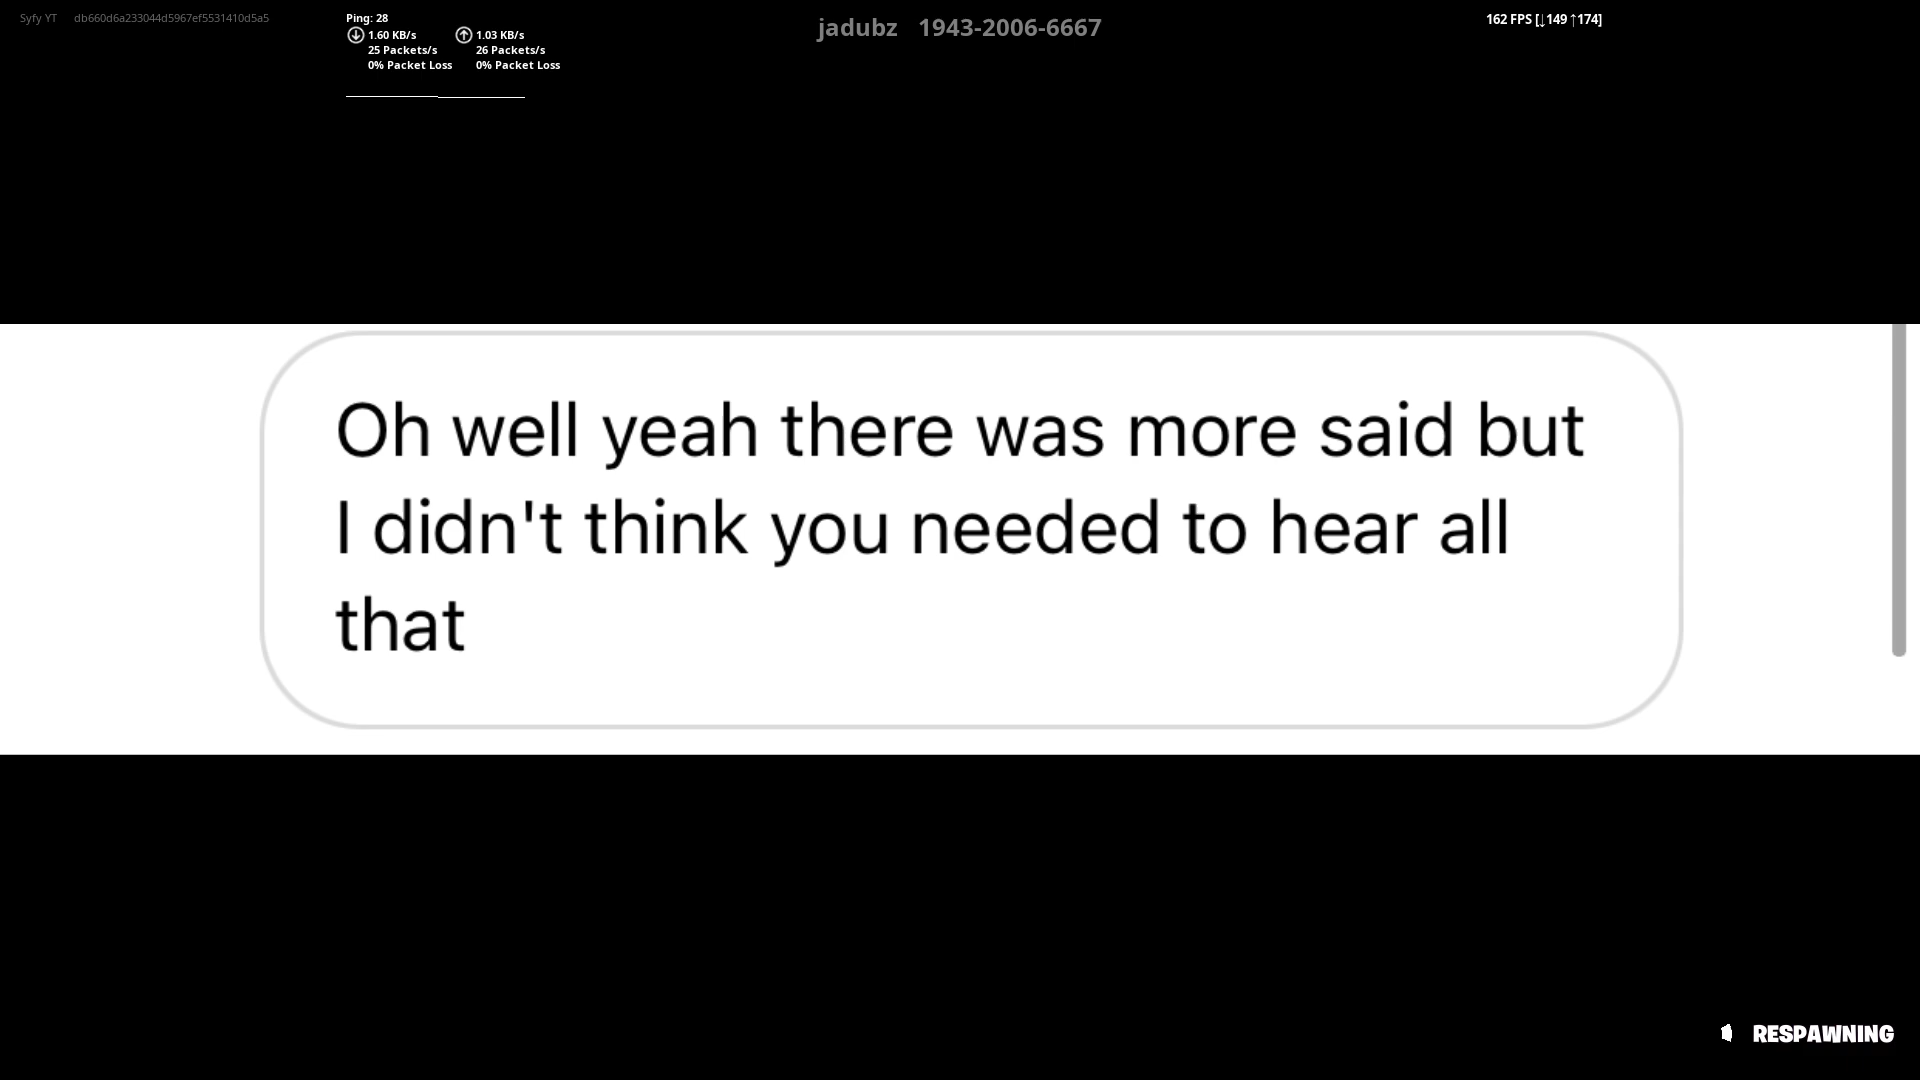 Syfy YT db660d6a233044d5967ef5531410d5a5
Ping: 28
1.60 KB/s 1.03 KB/s
25 Packets/s 26 Packets/s
0% Packet Loss 0% Packet Loss
jadubz 1943-2006-6667
162 FPS [↓149 ↑174]
Oh well yeah there was more said but
I didn't think you needed to hear all
that
RESPAWNING